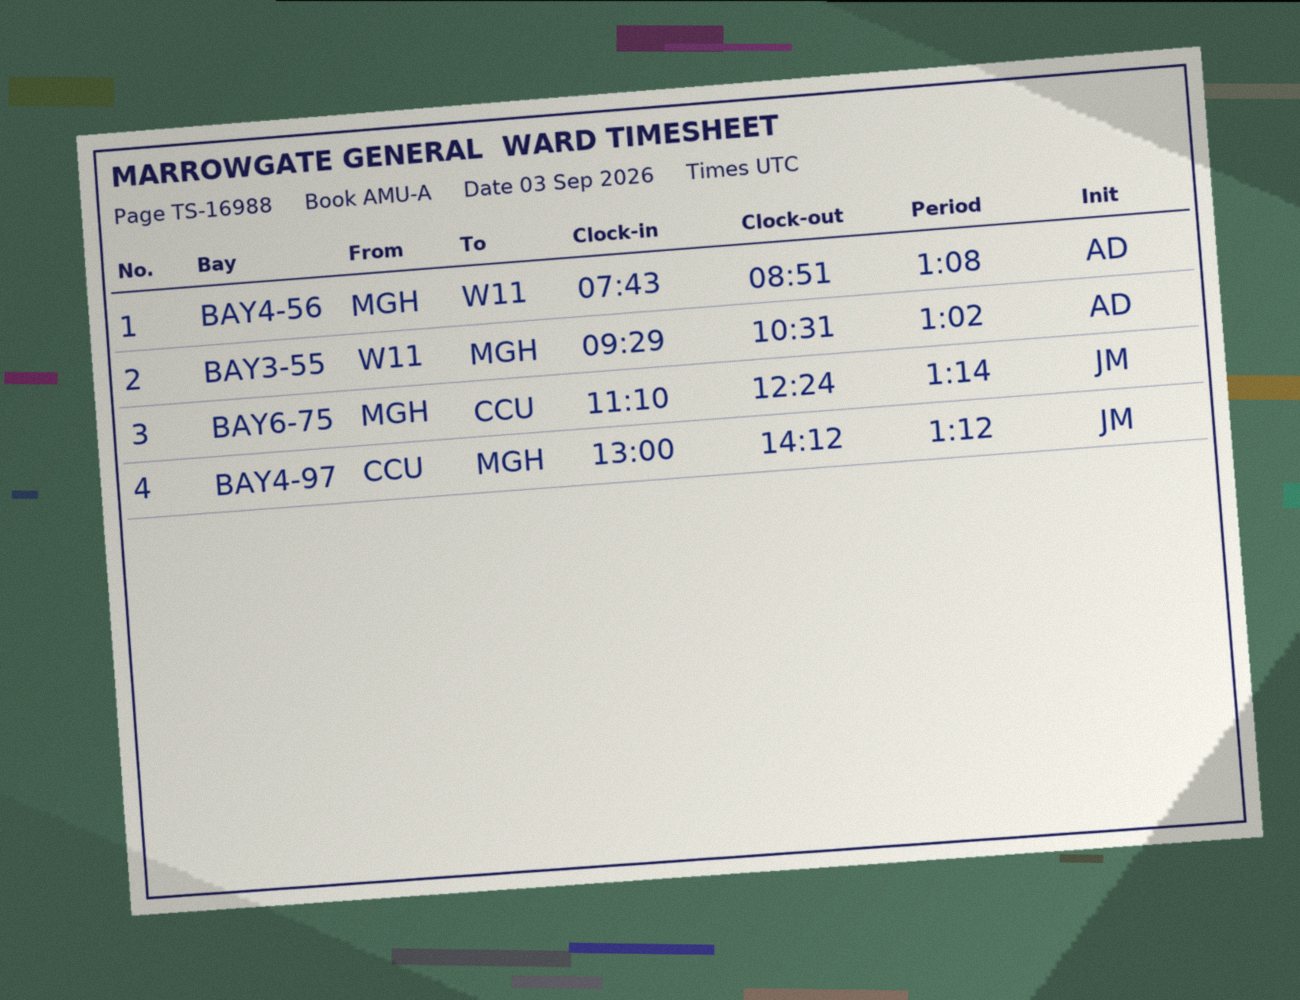 MARROWGATE GENERAL WARD TIMESHEET
Page TS-16988 Book AMU-A Date 03 Sep 2026 Times UTC
No. Bay From To Clock-in Clock-out Period Init
1 BAY4-56 MGH W11 07:43 08:51 1:08 AD
2 BAY3-55 W11 MGH 09:29 10:31 1:02 AD
3 BAY6-75 MGH CCU 11:10 12:24 1:14 JM
4 BAY4-97 CCU MGH 13:00 14:12 1:12 JM